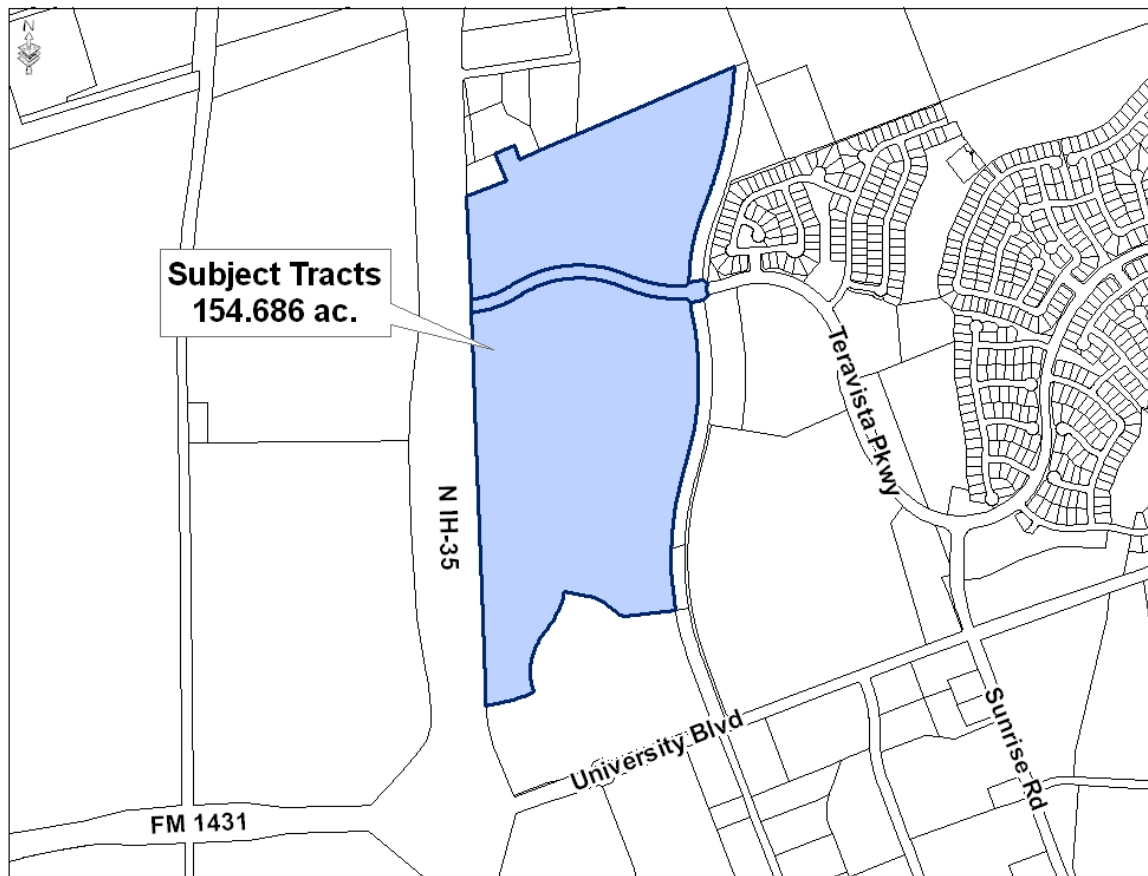 N
Subject Tracts
154.686 ac.
Teravista Pkwy
N IH-35
University Blvd
Sunrise Rd
FM 1431